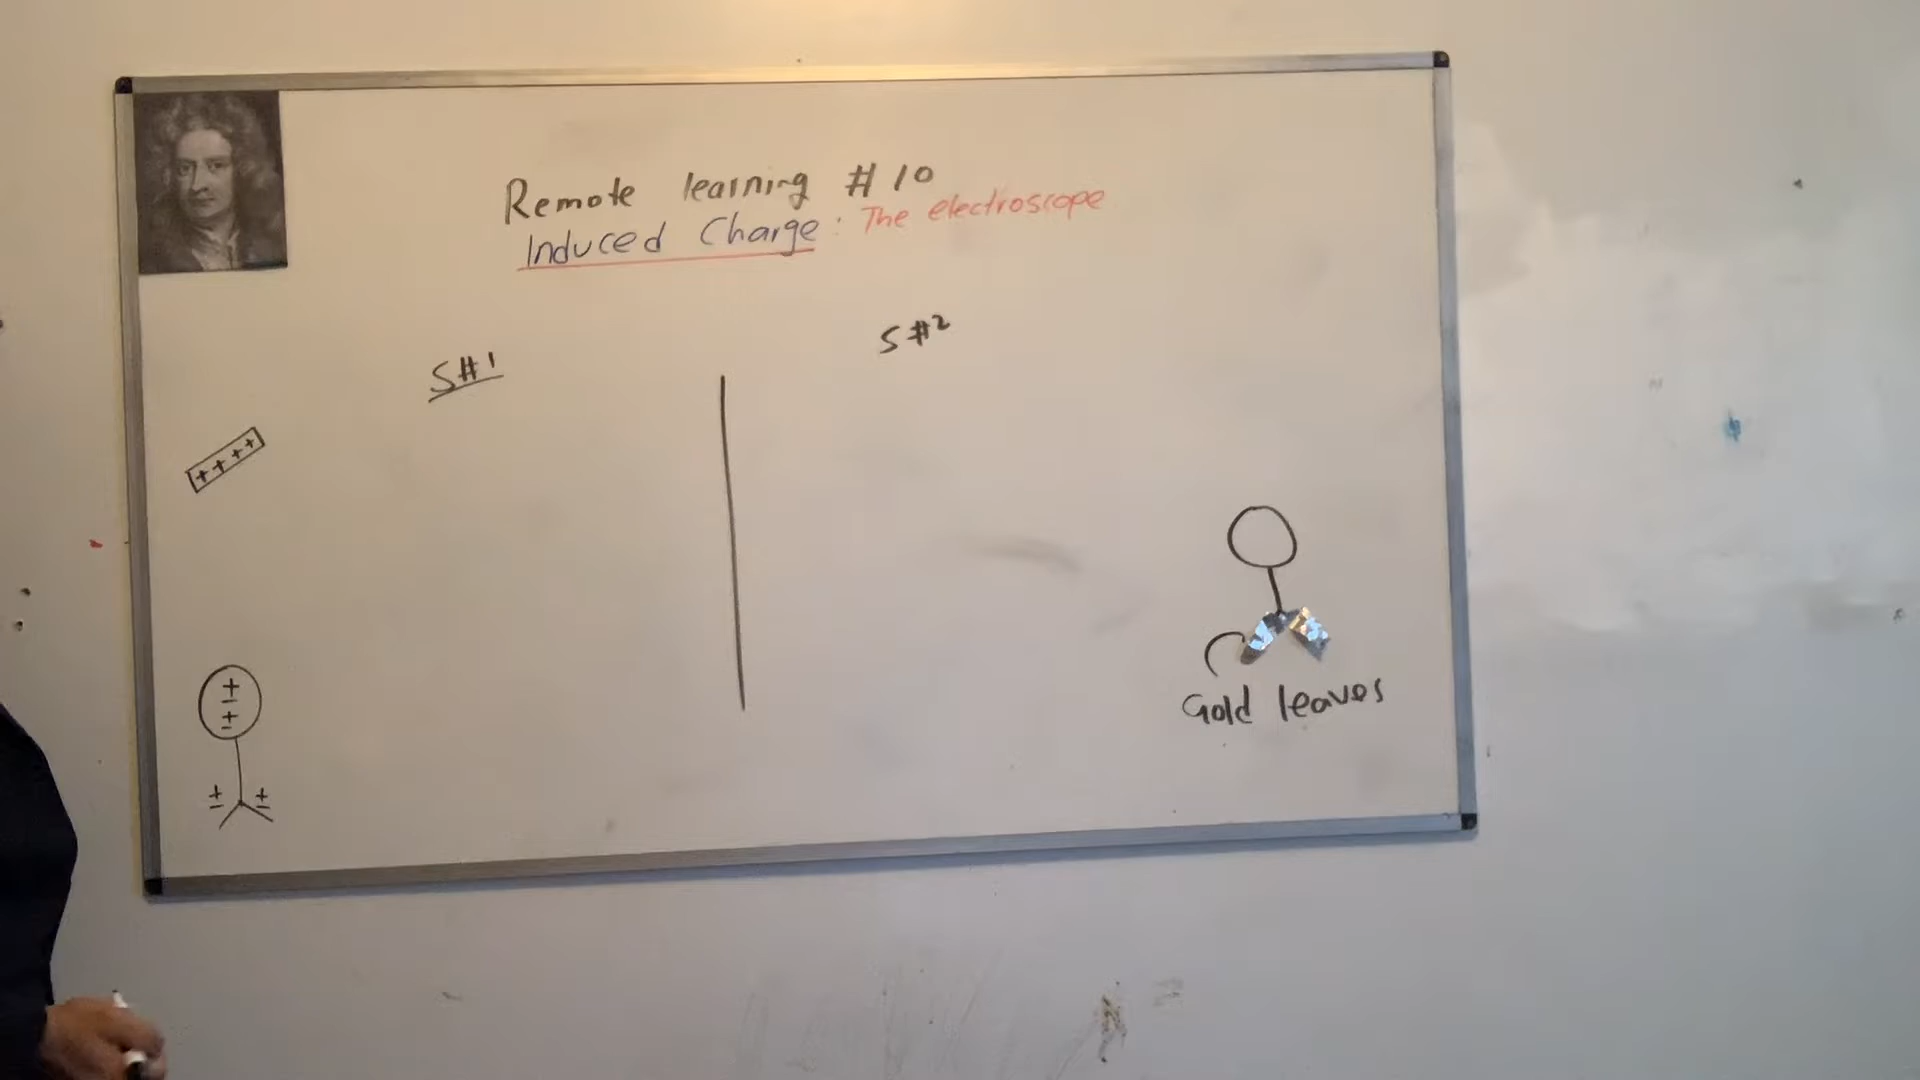 Remote learning #10
Induced Charge: The electroscope
S#1
S#2
++++
+
-
+
-
+
-
+
-
Gold leaves